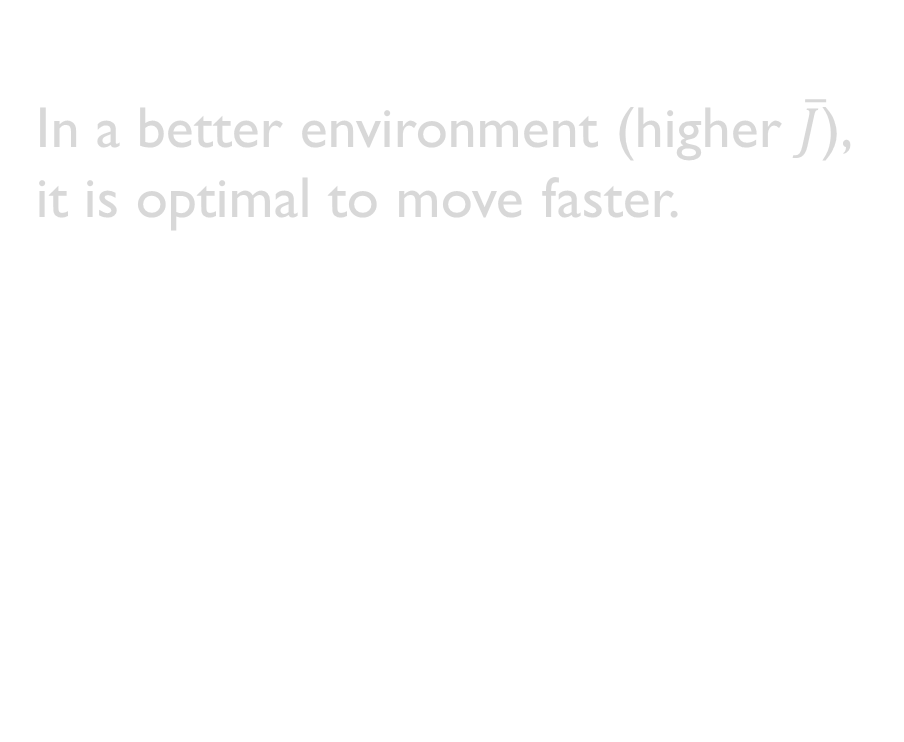 In a better environment (higher J̄),
it is optimal to move faster.